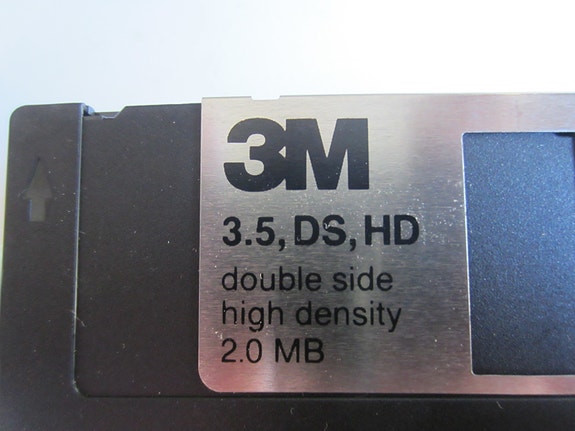 3M
3.5, DS, HD
double side
high density
2.0 MB